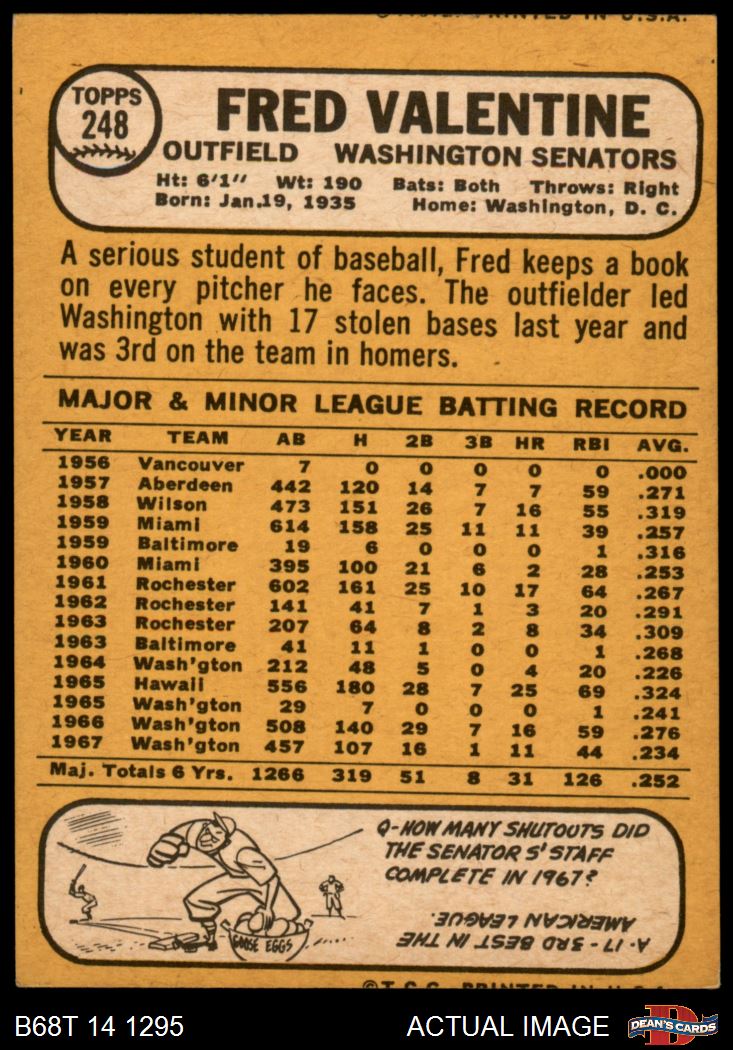 PRINTED IN U.S.A.
TOPPS
248
FRED VALENTINE
OUTFIELD WASHINGTON SENATORS
Ht: 6'1" Wt: 190 Bats: Both Throws: Right
Born: Jan.19, 1935 Home: Washington, D. C.
A serious student of baseball, Fred keeps a book
on every pitcher he faces. The outfielder led
Washington with 17 stolen bases last year and
was 3rd on the team in homers.
MAJOR & MINOR LEAGUE BATTING RECORD
YEAR TEAM AB H 2B 3B HR RBI AVG.
1956 Vancouver 7 0 0 0 0 0 .000
1957 Aberdeen 442 120 14 7 7 59 .271
1958 Wilson 473 151 26 7 16 55 .319
1959 Miami 614 158 25 11 11 39 .257
1959 Baltimore 19 6 0 0 0 1 .316
1960 Miami 395 100 21 6 2 28 .253
1961 Rochester 602 161 25 10 17 64 .267
1962 Rochester 141 41 7 1 3 20 .291
1963 Rochester 207 64 8 2 8 34 .309
1963 Baltimore 41 11 1 0 0 1 .268
1964 Wash'gton 212 48 5 0 4 20 .226
1965 Hawaii 556 180 28 7 25 69 .324
1965 Wash'gton 29 7 0 0 0 1 .241
1966 Wash'gton 508 140 29 7 16 59 .276
1967 Wash'gton 457 107 16 1 11 44 .234
Maj. Totals 6 Yrs. 1266 319 51 8 31 126 .252
Q-HOW MANY SHUTOUTS DID
THE SENATORS' STAFF
COMPLETE IN 1967?
A-17 - 3RD BEST IN THE
AMERICAN LEAGUE.
GOOSE EGGS
© T.C.G. PRINTED IN U.S.A.
B68T 14 1295 ACTUAL IMAGE
D
DEAN'S CARDS